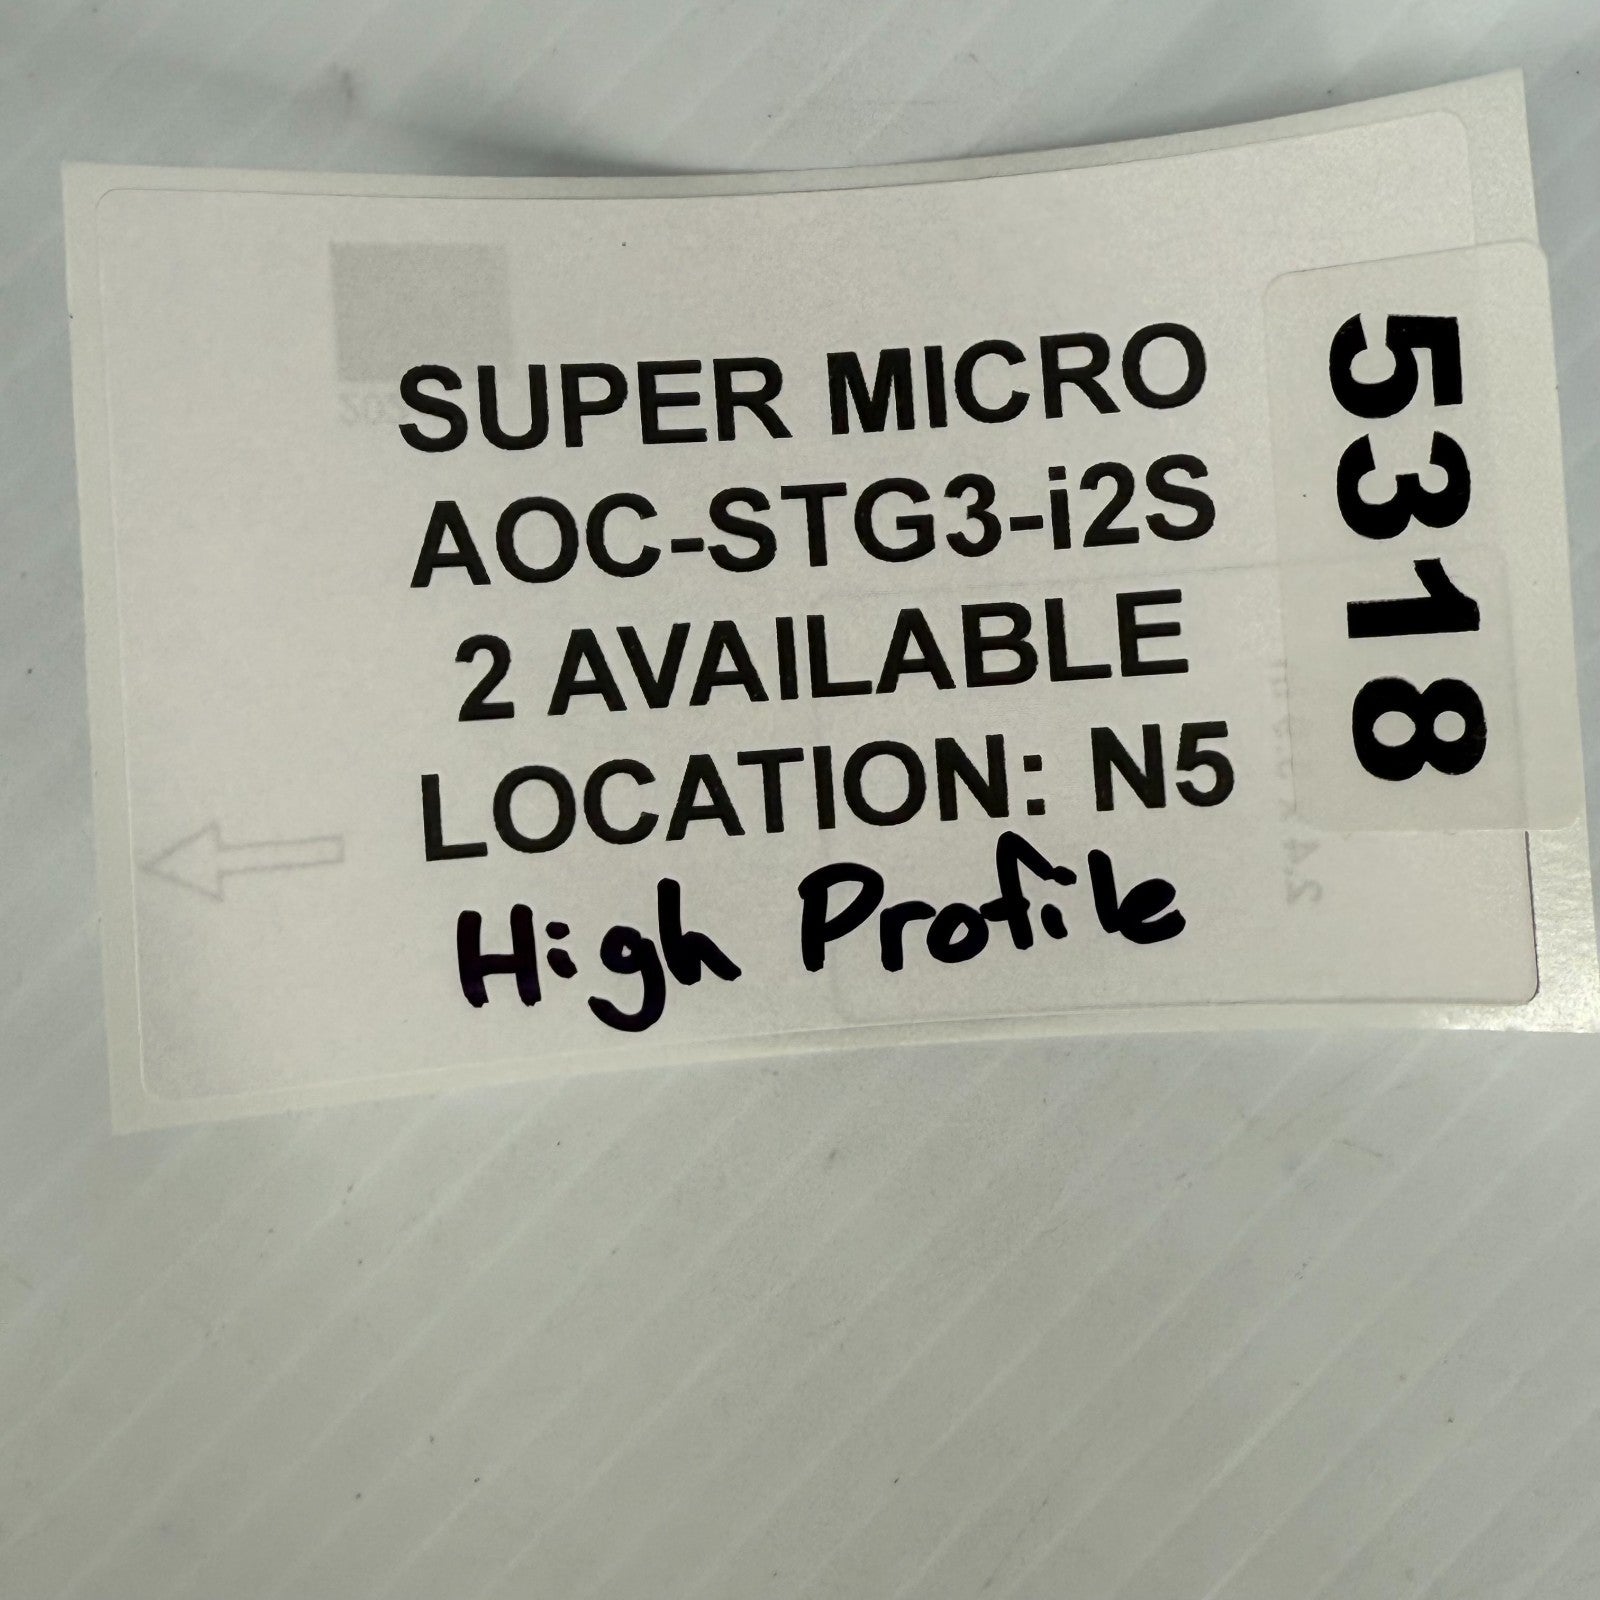 SUPER MICRO
AOC-STG3-i2S
2 AVAILABLE
LOCATION: N5
High Profile
5318